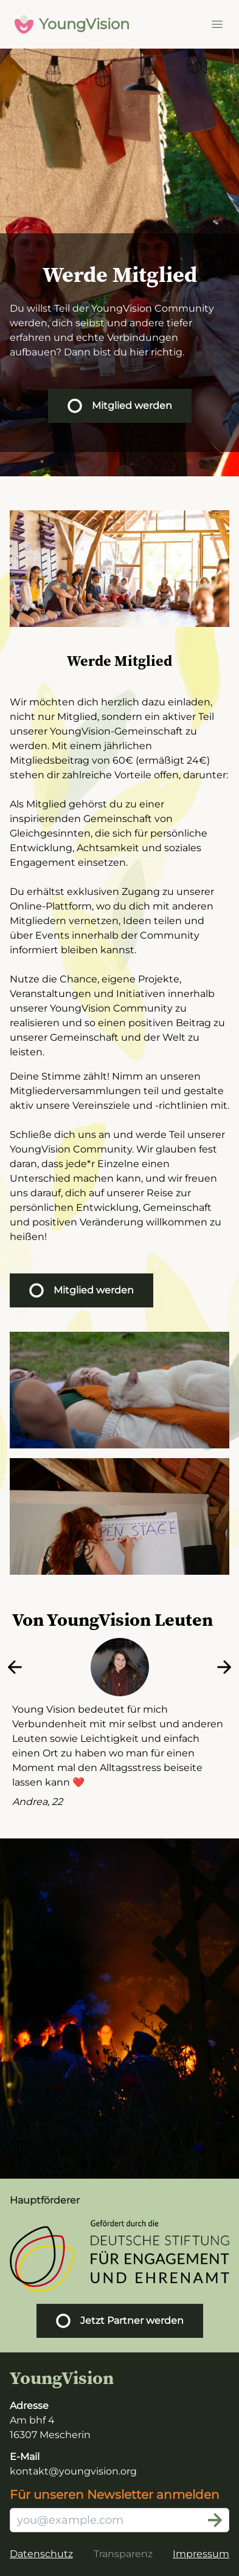 YoungVision
Werde Mitglied
Du willst Teil der YoungVision Community
werden, dich selbst und andere tiefer
erfahren und echte Verbindungen
aufbauen? Dann bist du hier richtig.
Mitglied werden
Werde Mitglied
Wir möchten dich herzlich dazu einladen,
nicht nur Mitglied, sondern ein aktiver Teil
unserer YoungVision-Gemeinschaft zu
werden. Mit einem jährlichen
Mitgliedsbeitrag von 60€ (ermäßigt 24€)
stehen dir zahlreiche Vorteile offen, darunter:
Als Mitglied gehörst du zu einer
inspirierenden Gemeinschaft von
Gleichgesinnten, die sich für persönliche
Entwicklung, Achtsamkeit und soziales
Engagement einsetzen.
Du erhältst exklusiven Zugang zu unserer
Online-Plattform, wo du dich mit anderen
Mitgliedern vernetzen, Ideen teilen und
über Events innerhalb der Community
informiert bleiben kannst.
Nutze die Chance, eigene Projekte,
Veranstaltungen und Initiativen innerhalb
unserer YoungVision Community zu
realisieren und so einen positiven Beitrag zu
unserer Gemeinschaft und der Welt zu
leisten.
Deine Stimme zählt! Nimm an unseren
Mitgliederversammlungen teil und gestalte
aktiv unsere Vereinsziele und -richtlinien mit.
Schließe dich uns an und werde Teil unserer
YoungVision Community. Wir glauben fest
daran, dass jede*r Einzelne einen
Unterschied machen kann, und wir freuen
uns darauf, dich auf unserer Reise zur
persönlichen Entwicklung, Gemeinschaft
und positiven Veränderung willkommen zu
heißen!
Mitglied werden
OPEN STAGE
Von YoungVision Leuten
Young Vision bedeutet für mich
Verbundenheit mit mir selbst und anderen
Leuten sowie Leichtigkeit und einfach
einen Ort zu haben wo man für einen
Moment mal den Alltagsstress beiseite
lassen kann ❤️
Andrea, 22
Hauptförderer
Gefördert durch die
DEUTSCHE STIFTUNG
FÜR ENGAGEMENT
UND EHRENAMT
Jetzt Partner werden
YoungVision
Adresse
Am bhf 4
16307 Mescherin
E-Mail
kontakt@youngvision.org
Für unseren Newsletter anmelden
you@example.com
Datenschutz Transparenz Impressum